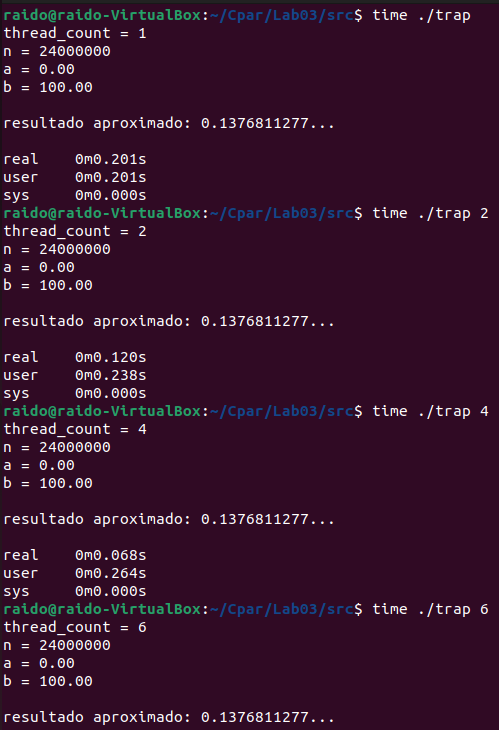 raido@raido-VirtualBox:~/Cpar/Lab03/src$ time ./trap
thread_count = 1
n = 24000000
a = 0.00
b = 100.00
resultado aproximado: 0.1376811277...
real    0m0.201s
user    0m0.201s
sys     0m0.000s
raido@raido-VirtualBox:~/Cpar/Lab03/src$ time ./trap 2
thread_count = 2
n = 24000000
a = 0.00
b = 100.00
resultado aproximado: 0.1376811277...
real    0m0.120s
user    0m0.238s
sys     0m0.000s
raido@raido-VirtualBox:~/Cpar/Lab03/src$ time ./trap 4
thread_count = 4
n = 24000000
a = 0.00
b = 100.00
resultado aproximado: 0.1376811277...
real    0m0.068s
user    0m0.264s
sys     0m0.000s
raido@raido-VirtualBox:~/Cpar/Lab03/src$ time ./trap 6
thread_count = 6
n = 24000000
a = 0.00
b = 100.00
resultado aproximado: 0.1376811277...